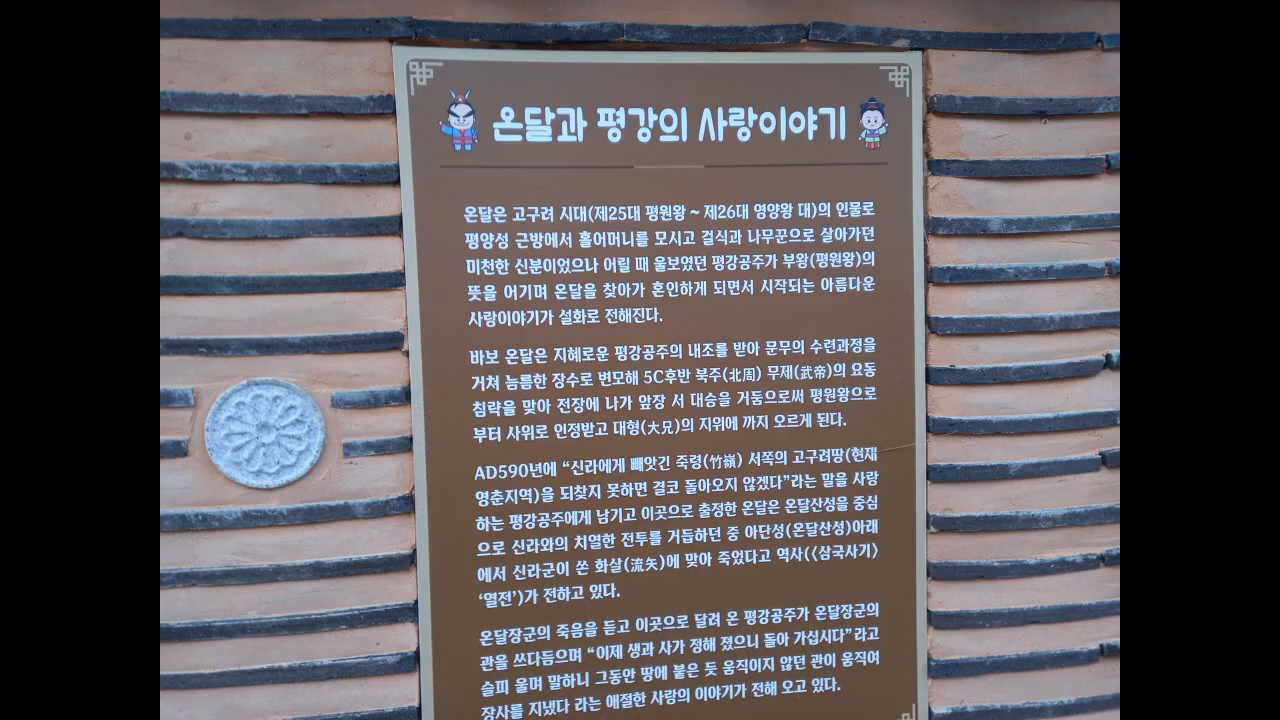 온달과 평강의 사랑이야기
온달은 고구려 시대(제25대 평원왕 ~ 제26대 영양왕 대)의 인물로
평양성 근방에서 홀어머니를 모시고 걸식과 나무꾼으로 살아가던
미천한 신분이었으나 어릴 때 울보였던 평강공주가 부왕(평원왕)의
뜻을 어기며 온달을 찾아가 혼인하게 되면서 시작되는 아름다운
사랑이야기가 설화로 전해진다.
바보 온달은 지혜로운 평강공주의 내조를 받아 문무의 수련과정을
거쳐 늠름한 장수로 변모해 5C후반 북주(北周) 무제(武帝)의 요동
침략을 맞아 전장에 나가 앞장 서 대승을 거둠으로써 평원왕으로
부터 사위로 인정받고 대형(大兄)의 지위에 까지 오르게 된다.
AD590년에 “신라에게 빼앗긴 죽령(竹嶺) 서쪽의 고구려땅(현재
영춘지역)을 되찾지 못하면 결코 돌아오지 않겠다”라는 말을 사랑
하는 평강공주에게 남기고 이곳으로 출정한 온달은 온달산성을 중심
으로 신라와의 치열한 전투를 거듭하던 중 아단성(온달산성)아래
에서 신라군이 쏜 화살(流矢)에 맞아 죽었다고 역사(〈삼국사기〉
‘열전’)가 전하고 있다.
온달장군의 죽음을 듣고 이곳으로 달려 온 평강공주가 온달장군의
관을 쓰다듬으며 “이제 생과 사가 정해 졌으니 돌아 가십시다”라고
슬피 울며 말하니 그동안 땅에 붙은 듯 움직이지 않던 관이 움직여
장사를 지냈다 라는 애절한 사랑의 이야기가 전해 오고 있다.